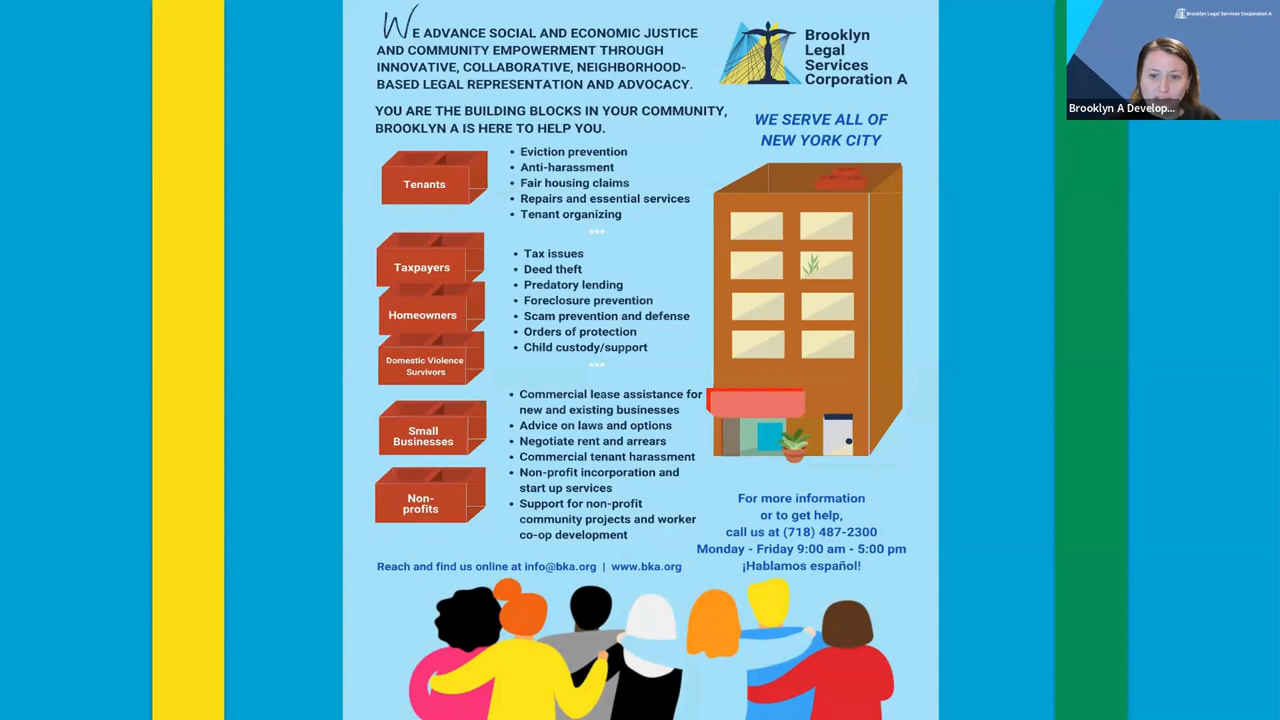 WE ADVANCE SOCIAL AND ECONOMIC JUSTICE
AND COMMUNITY EMPOWERMENT THROUGH
INNOVATIVE, COLLABORATIVE, NEIGHBORHOOD-
BASED LEGAL REPRESENTATION AND ADVOCACY.
Brooklyn
Legal
Services
Corporation A
YOU ARE THE BUILDING BLOCKS IN YOUR COMMUNITY,
BROOKLYN A IS HERE TO HELP YOU.
WE SERVE ALL OF
NEW YORK CITY
Tenants
• Eviction prevention
• Anti-harassment
• Fair housing claims
• Repairs and essential services
• Tenant organizing
***
Taxpayers
Homeowners
Domestic Violence
Survivors
• Tax issues
• Deed theft
• Predatory lending
• Foreclosure prevention
• Scam prevention and defense
• Orders of protection
• Child custody/support
***
Small
Businesses
Non-
profits
• Commercial lease assistance for
new and existing businesses
• Advice on laws and options
• Negotiate rent and arrears
• Commercial tenant harassment
• Non-profit incorporation and
start up services
• Support for non-profit
community projects and worker
co-op development
For more information
or to get help,
call us at (718) 487-2300
Monday - Friday 9:00 am - 5:00 pm
¡Hablamos español!
Reach and find us online at info@bka.org | www.bka.org
Brooklyn Legal Services Corporation A
Brooklyn A Develop...